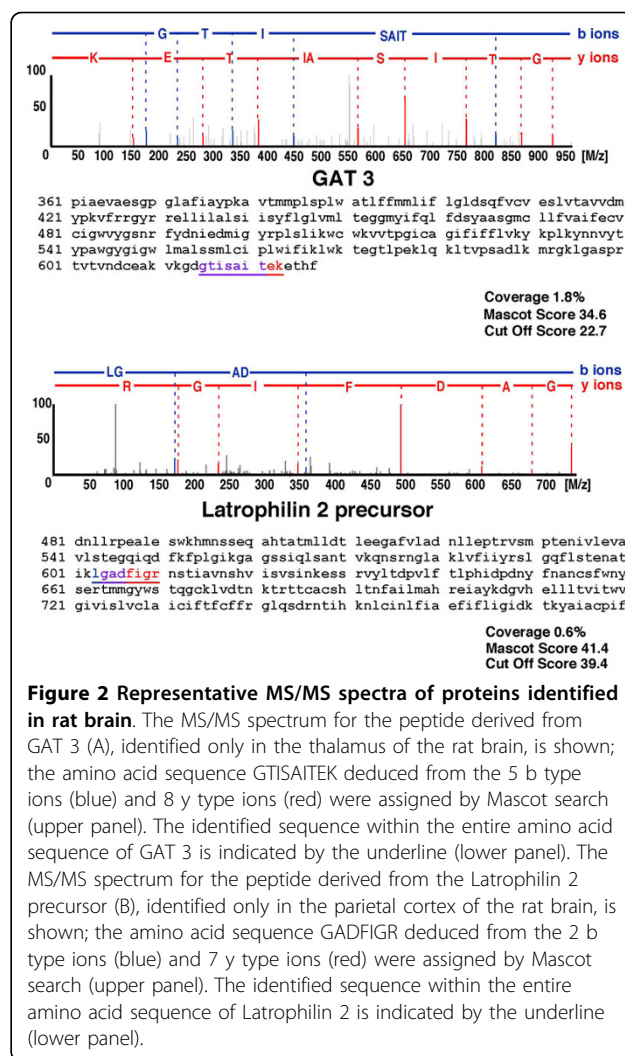 G T I SAIT b ions
K E T IA S I T G y ions
100
50
0 50 100 150 200 250 300 350 400 450 500 550 600 650 700 750 800 850 900 950 [M/z]
GAT 3
361 piaevaesgp glafiaypka vtmmplsplw atlffmmlif lgldsqfvcv eslvtavvdm
421 ypkvfrrgyr rellilalsi isyflglvml teggmyifql fdsyaasgmc llfvaifecv
481 cigwvygsnr fydniedmig yrplslikwc wkvvtpgica gififflvky kplkynnvyt
541 ypawgygigw lmalssmlci plwifiklwk tegtlpeklq kltvpsadlk mrgklgaspr
601 tvtvndceak vkgdgtisait ekethf
Coverage 1.8%
Mascot Score 34.6
Cut Off Score 22.7
LG AD b ions
R G I F D A G y ions
100
50
0 50 100 150 200 250 300 350 400 450 500 550 600 650 700 [M/z]
Latrophilin 2 precursor
481 dnllrpeale swkhmnsseq ahtatmlldt leegafvlad nlleptrvsm ptenivleva
541 vlstegqiqd fkfplgikga gssiqlsant vkqnsrngla klvfiiyrsl gqflstenat
601 iklgadfigr nstiavnshv isvsinkess rvyltdpvlf tlphidpdny fnancsfwny
661 sertmmgyws tqgcklvdtn ktrttcacsh ltnfailmah reiaykdgvh ellltvitwv
721 givislvcla iciftfcffr glqsdrntih knlcinlfia efifligidk tkyaiacpif
Coverage 0.6%
Mascot Score 41.4
Cut Off Score 39.4
Figure 2 Representative MS/MS spectra of proteins identified
in rat brain. The MS/MS spectrum for the peptide derived from
GAT 3 (A), identified only in the thalamus of the rat brain, is shown;
the amino acid sequence GTISAITEK deduced from the 5 b type
ions (blue) and 8 y type ions (red) were assigned by Mascot search
(upper panel). The identified sequence within the entire amino acid
sequence of GAT 3 is indicated by the underline (lower panel). The
MS/MS spectrum for the peptide derived from the Latrophilin 2
precursor (B), identified only in the parietal cortex of the rat brain, is
shown; the amino acid sequence GADFIGR deduced from the 2 b
type ions (blue) and 7 y type ions (red) were assigned by Mascot
search (upper panel). The identified sequence within the entire
amino acid sequence of Latrophilin 2 is indicated by the underline
(lower panel).